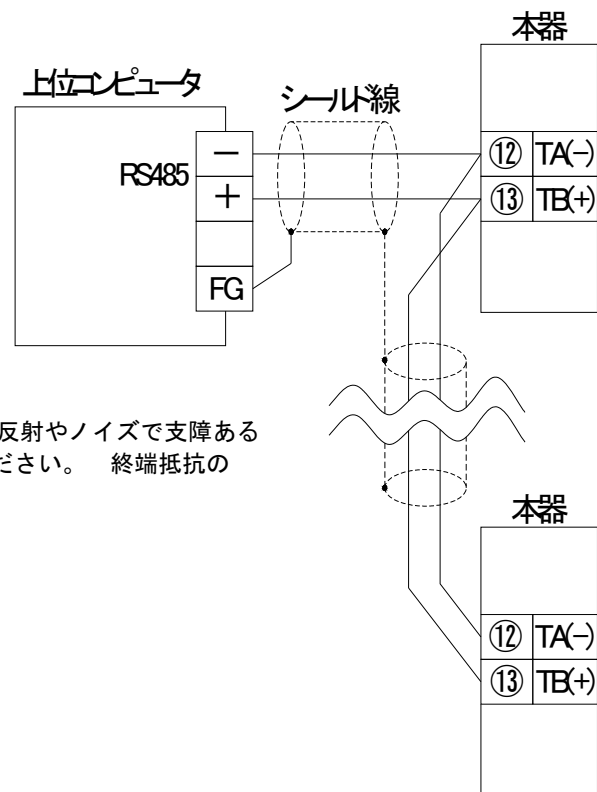 本器
上位コンピュータ
シールド線
RS485
−
+
FG
⑫ TA(−)
⑬ TB(+)
反射やノイズで支障ある
ださい。　終端抵抗の
本器
⑫ TA(−)
⑬ TB(+)